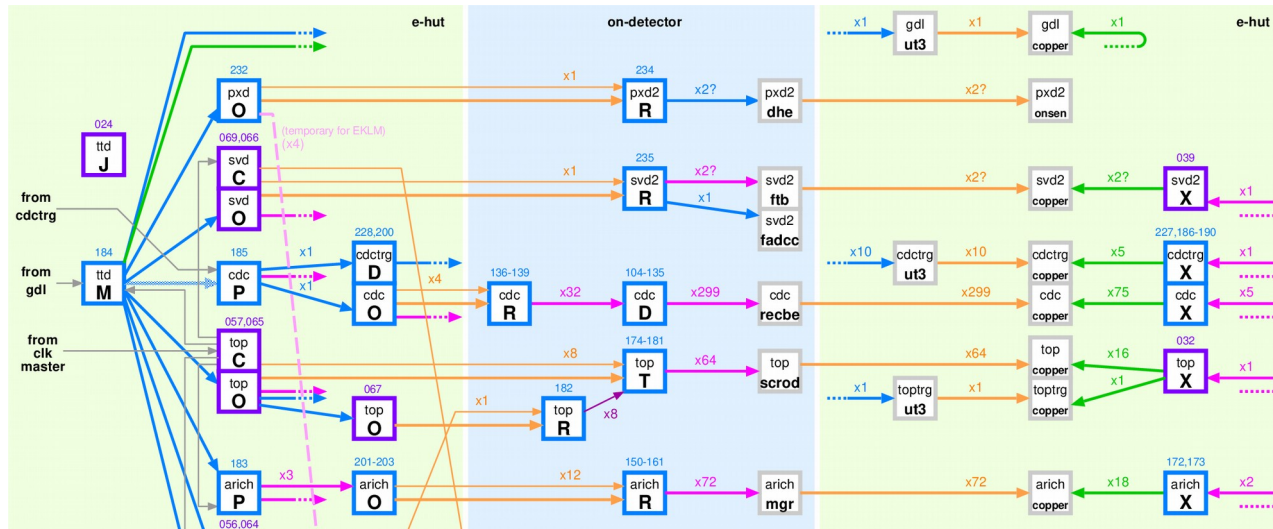 e-hut
on-detector
e-hut
x1
gdl
ut3
x1
gdl
copper
x1
232
pxd
O
x1
234
pxd2
R
x2?
pxd2
dhe
x2?
pxd2
onsen
(temporary for EKLM)
(x4)
024
ttd
J
069,066
svd
C
svd
O
x1
235
svd2
R
x2?
x1
svd2
ftb
svd2
fadcc
x2?
svd2
copper
x2?
039
svd2
X
x1
from
cdctrg
from
gdl
184
ttd
M
185
cdc
P
x1
x1
228,200
cdctrg
D
cdc
O
x4
136-139
cdc
R
x32
104-135
cdc
D
x299
cdc
recbe
x10
cdctrg
ut3
x10
x299
cdctrg
copper
cdc
copper
x5
x75
227,186-190
cdctrg
X
cdc
X
x1
x5
from
clk
master
057,065
top
C
top
O
067
top
O
x8
x1
182
top
R
x8
174-181
top
T
x64
top
scrod
x64
top
copper
x16
032
top
X
x1
toptrg
ut3
x1
toptrg
copper
x1
183
arich
P
056,064
x3
201-203
arich
O
x12
150-161
arich
R
x72
arich
mgr
x72
arich
copper
x18
172,173
arich
X
x2